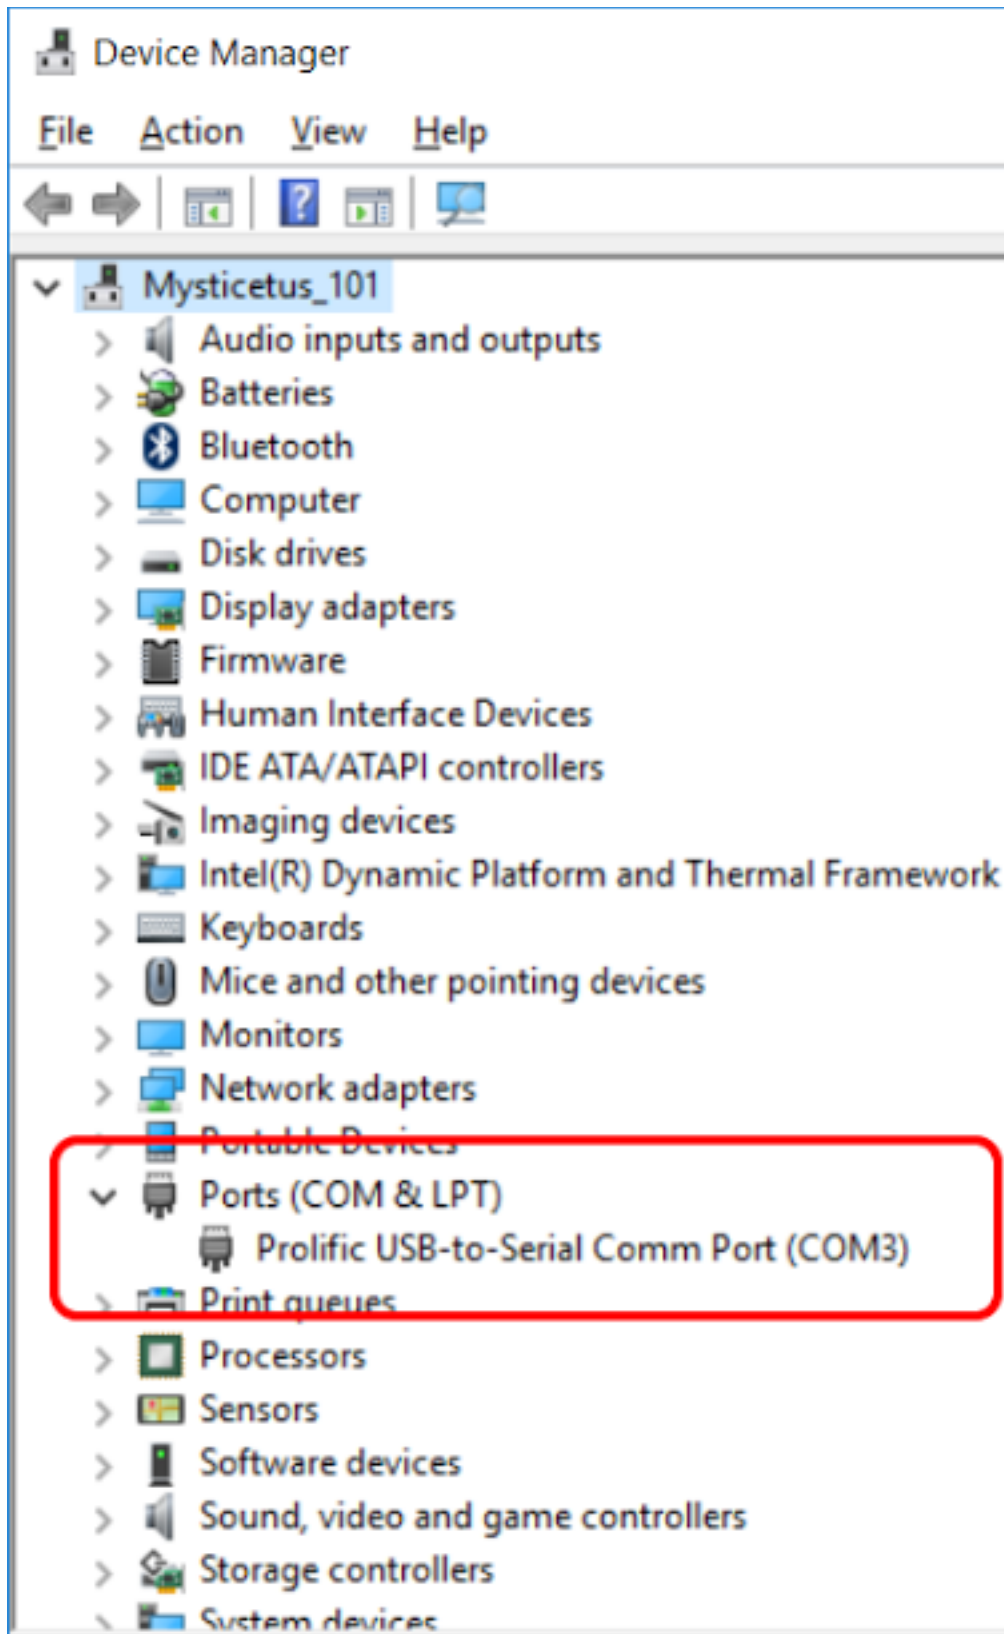 Device Manager
File Action View Help
Mysticetus_101
Audio inputs and outputs
Batteries
Bluetooth
Computer
Disk drives
Display adapters
Firmware
Human Interface Devices
IDE ATA/ATAPI controllers
Imaging devices
Intel(R) Dynamic Platform and Thermal Framework
Keyboards
Mice and other pointing devices
Monitors
Network adapters
Portable Devices
Ports (COM & LPT)
Prolific USB-to-Serial Comm Port (COM3)
Print queues
Processors
Sensors
Software devices
Sound, video and game controllers
Storage controllers
System devices